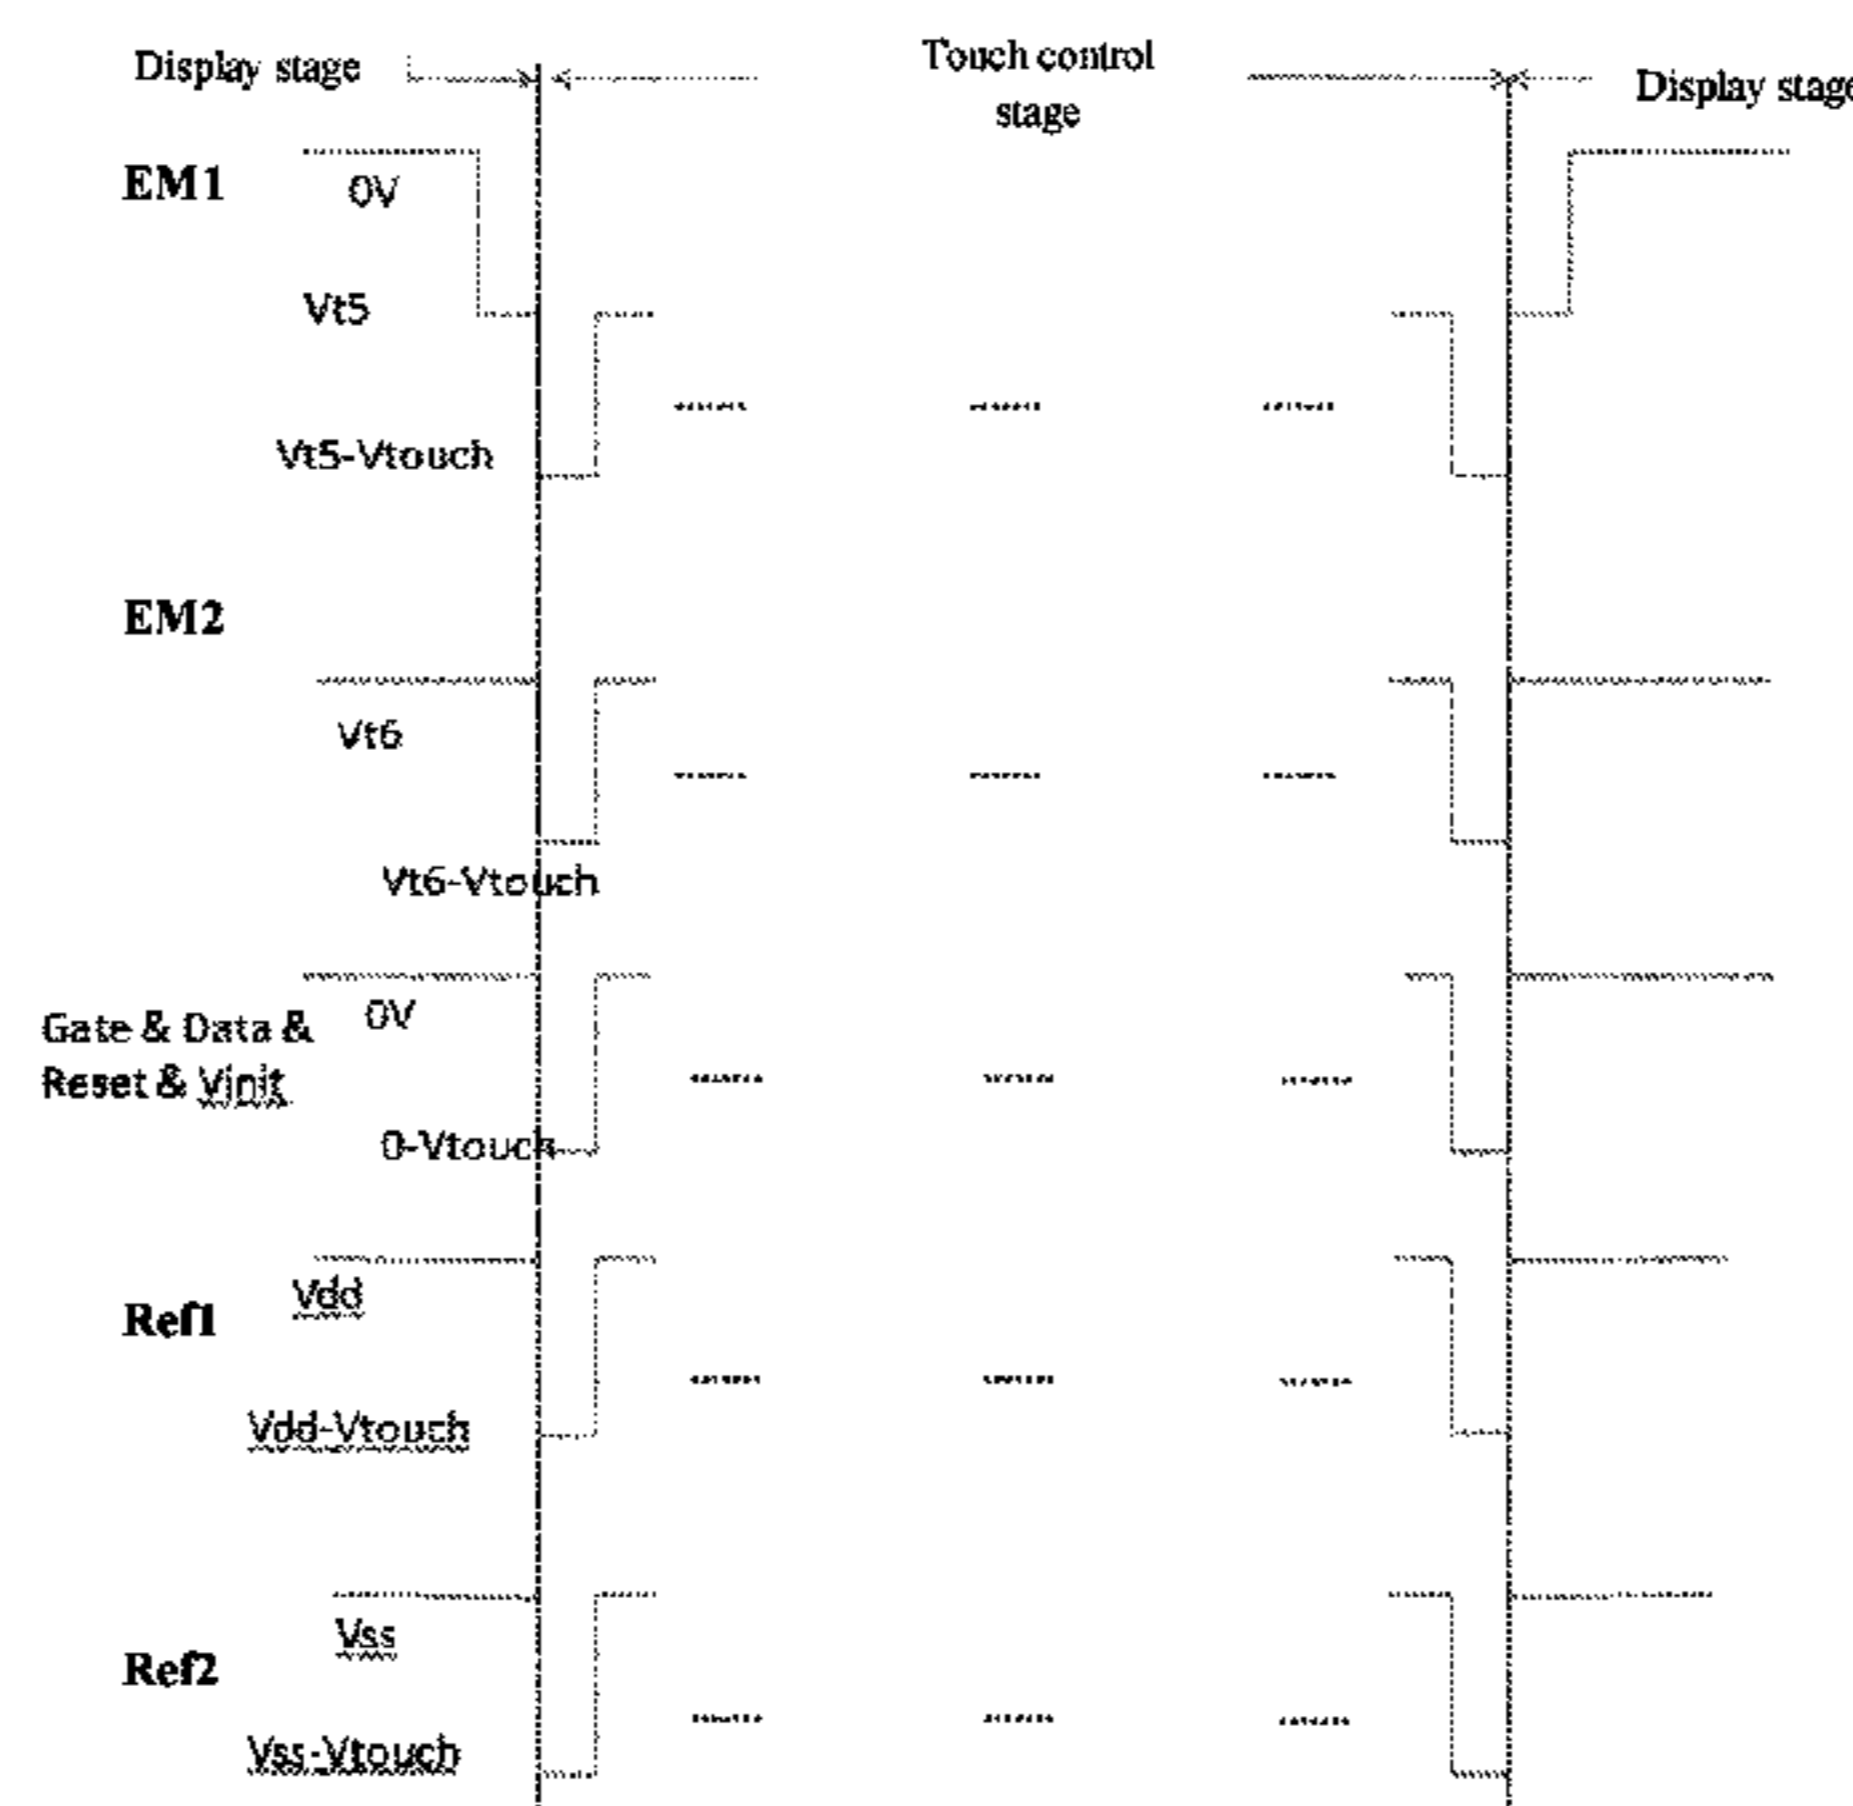 Display stage
Touch control
stage
Display stage
EM1
0V
Vt5
Vt5-Vtouch
EM2
Vt6
Vt6-Vtouch
0V
Gate & Data &
Reset & Vinit
0-Vtouch
Vdd
Ref1
Vdd-Vtouch
Vss
Ref2
Vss-Vtouch